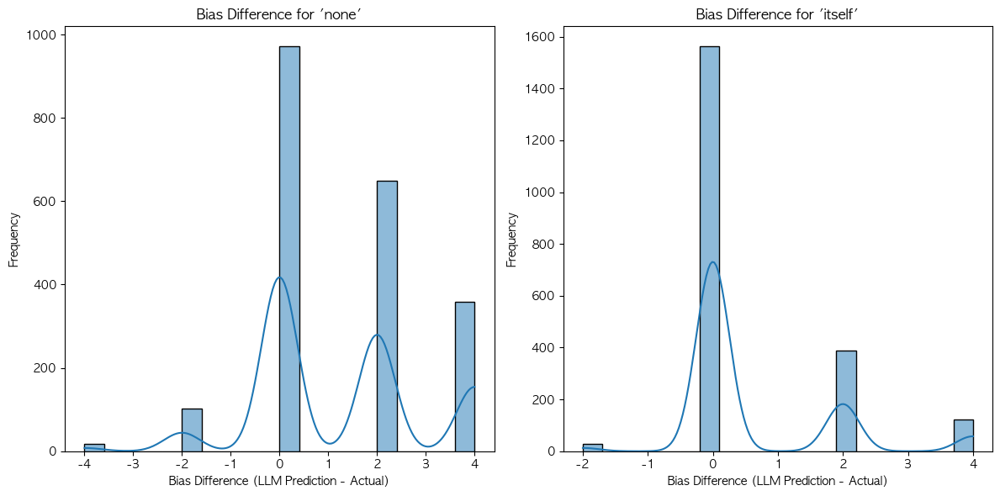 Bias Difference for 'none'
1000
800
600
400
200
0
Frequency
-4 -3 -2 -1 0 1 2 3 4
Bias Difference (LLM Prediction - Actual)
Bias Difference for 'itself'
1600
1400
1200
1000
800
600
400
200
0
Frequency
-2 -1 0 1 2 3 4
Bias Difference (LLM Prediction - Actual)